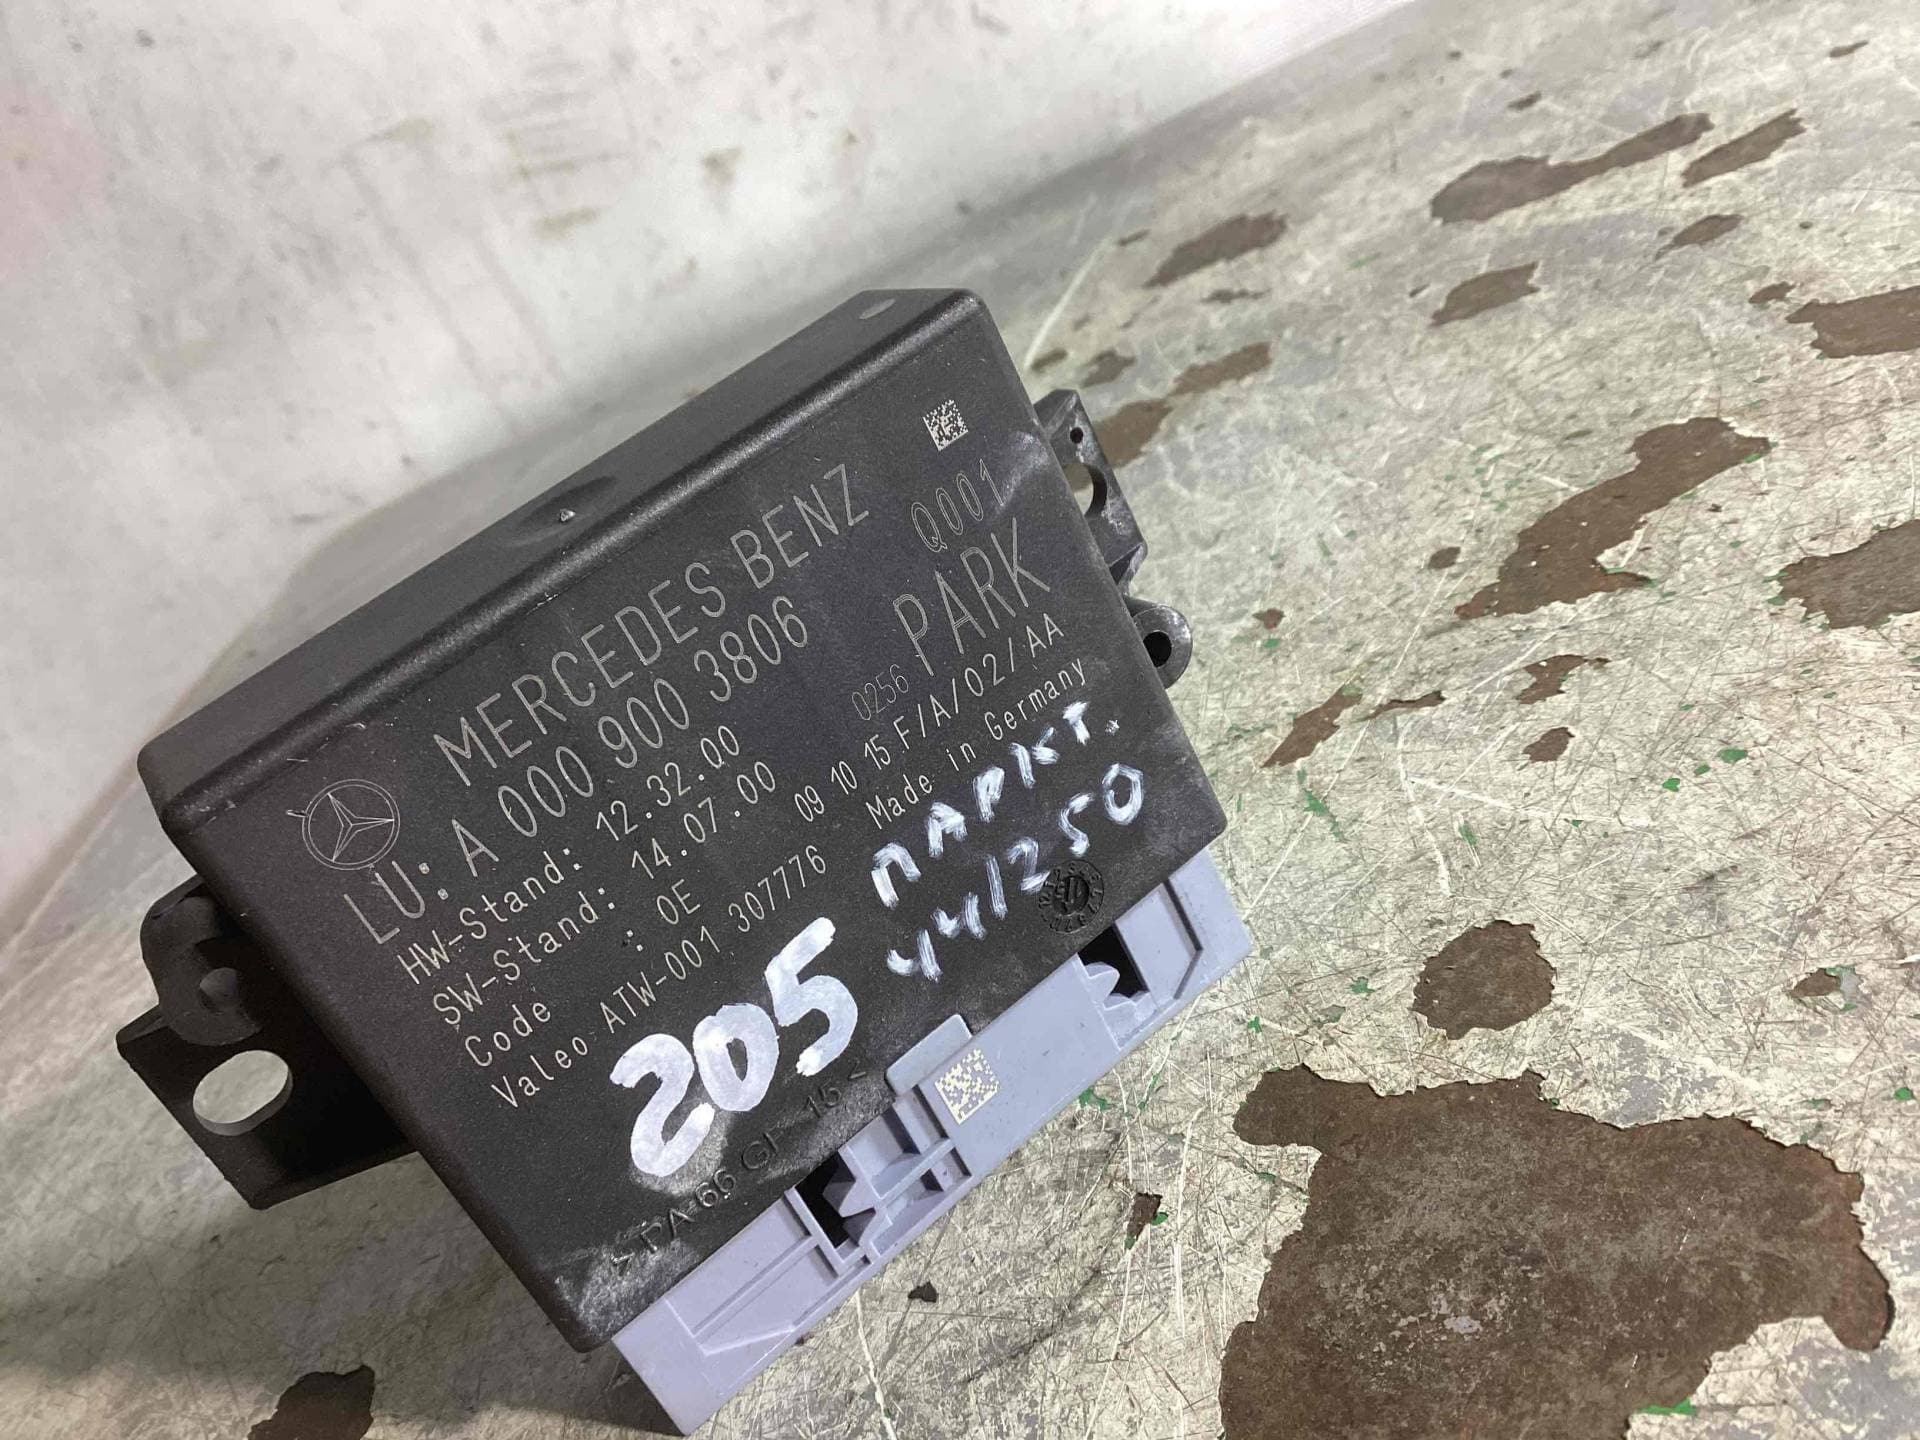 MERCEDES BENZ
Q001
LU: A 000 900 3806
PARK
HW-Stand: 12.32.00
0256
SW-Stand: 14.07.00
09 10 15 F/A/02/AA
Code : OE
Made in Germany
Valeo ATW-001 307776
ПАРКТ.
205
44/250
>PA 66 GF 15<